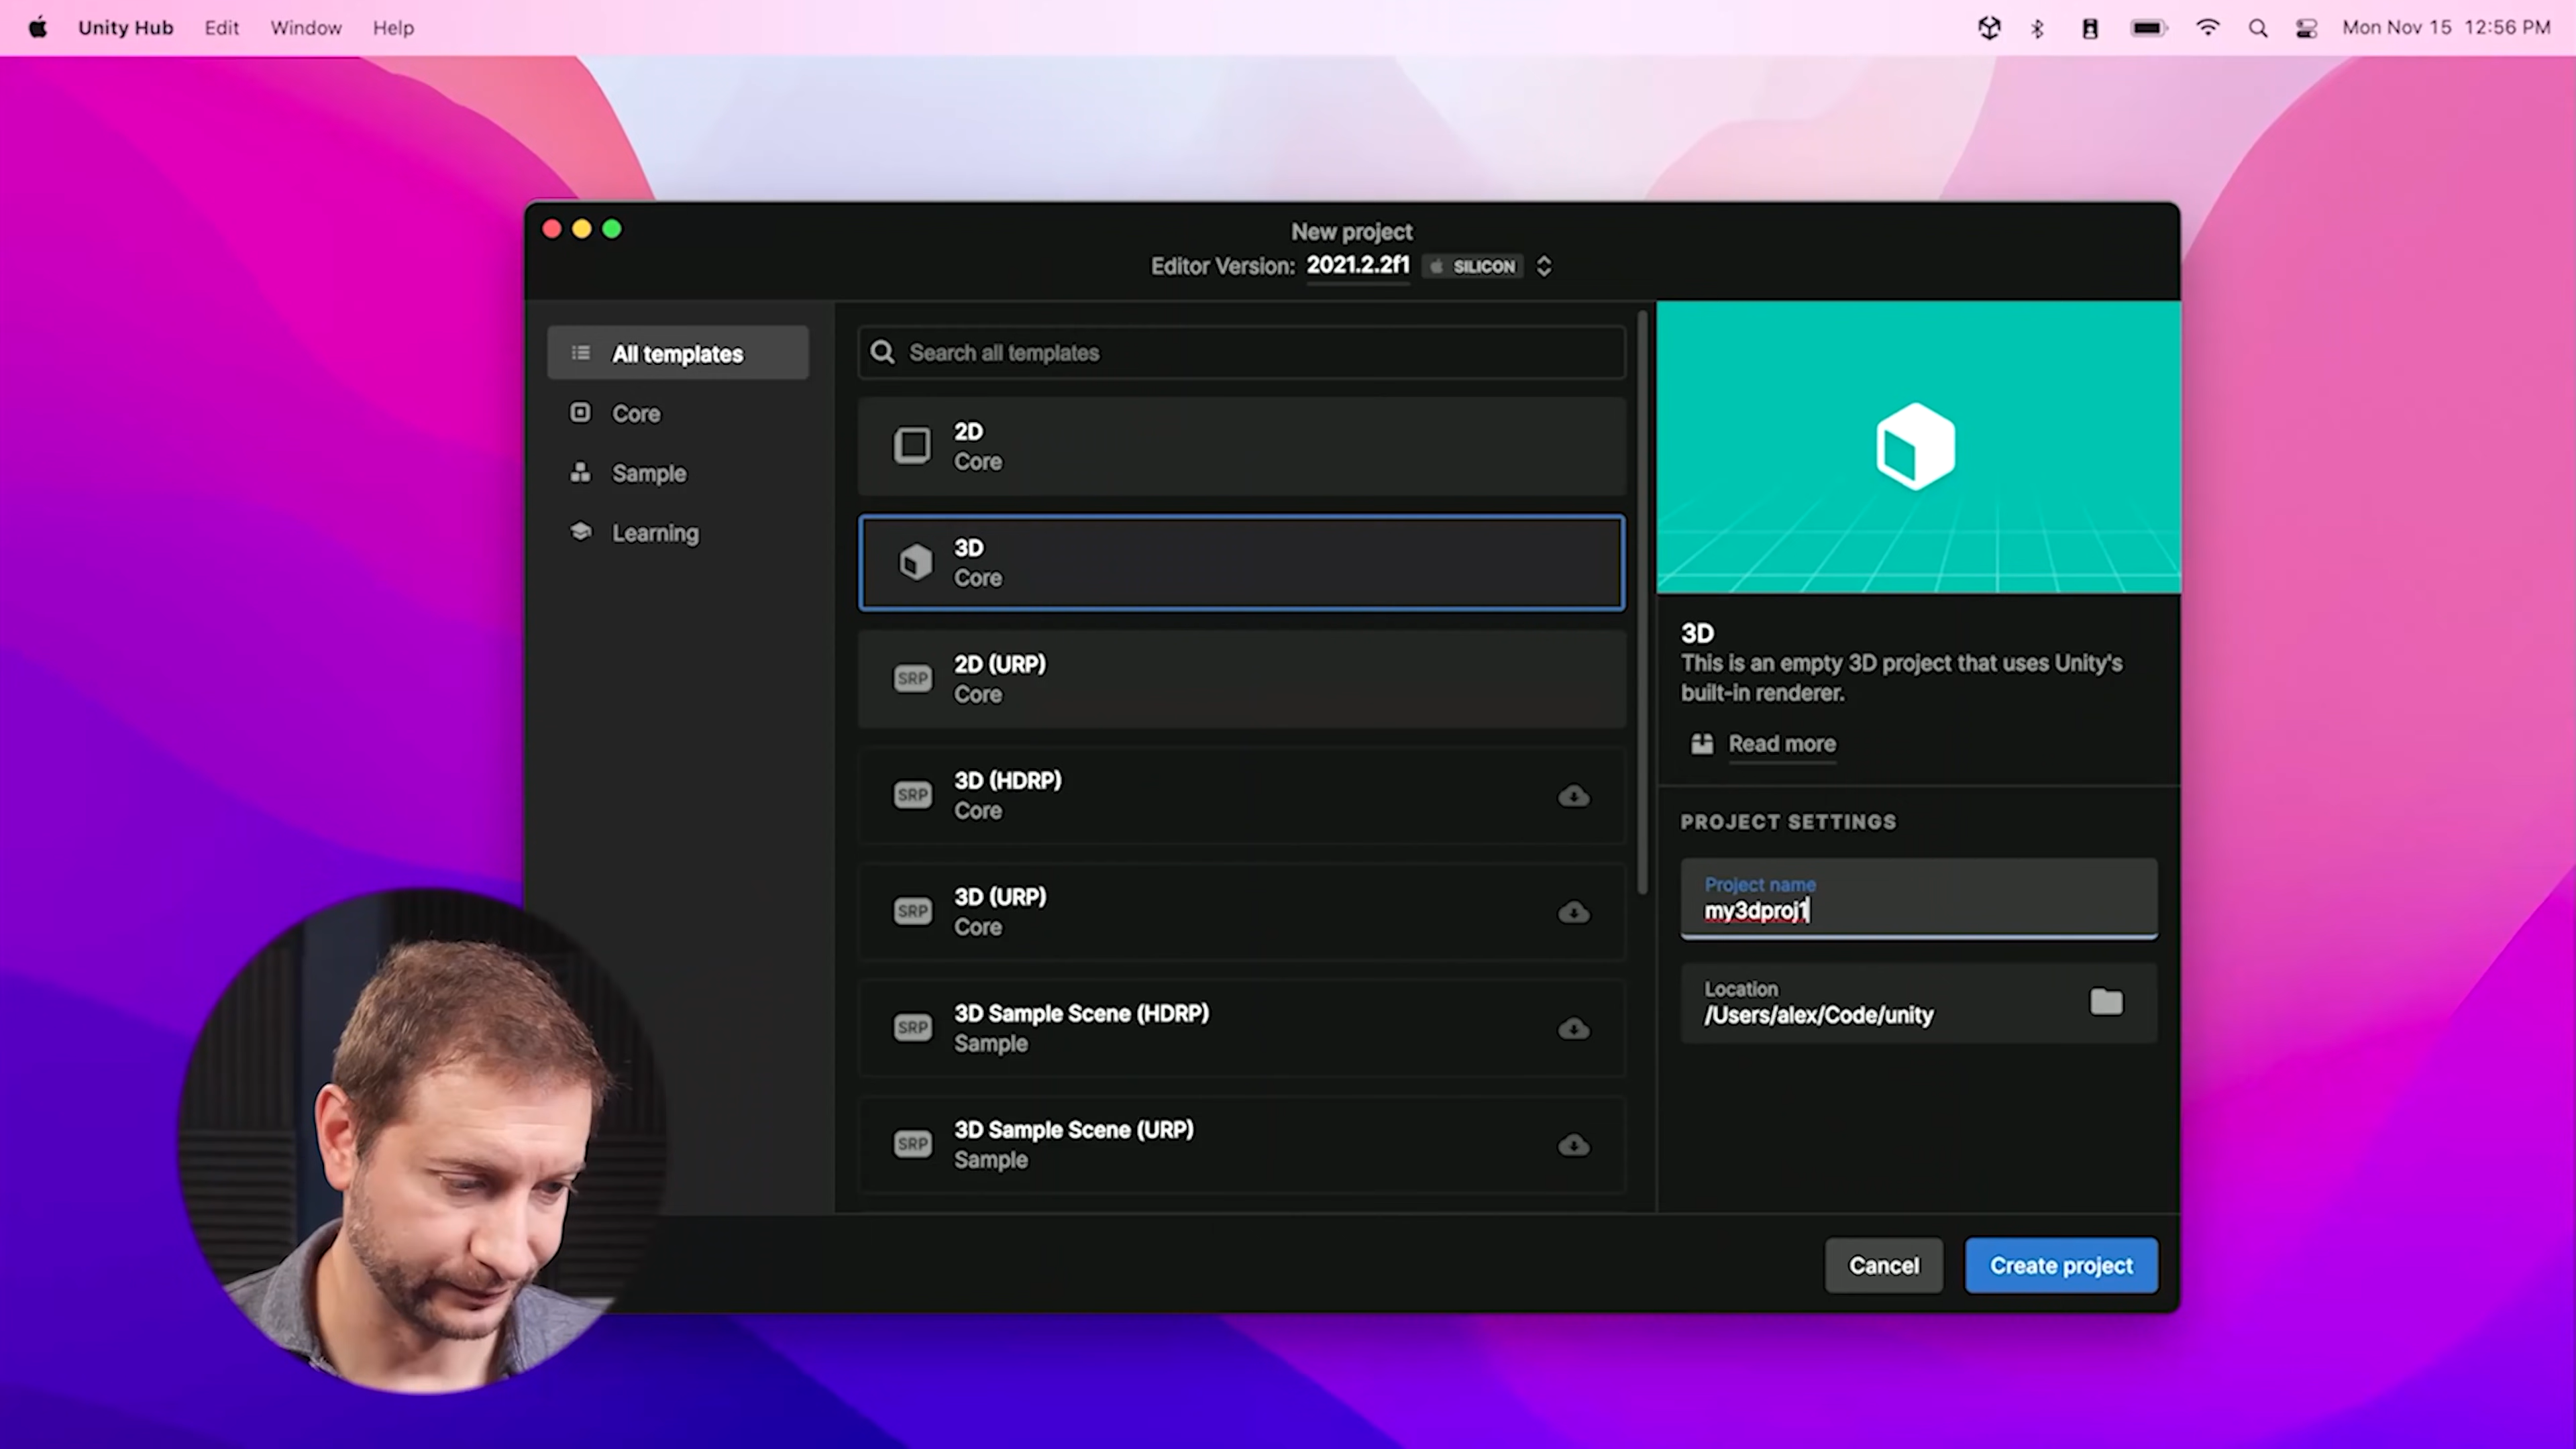 Unity Hub Edit Window Help Mon Nov 15 12:56 PM
New project
Editor Version: 2021.2.2f1 SILICON
All templates
Core
Sample
Learning
Search all templates
2D
Core
3D
Core
SRP 2D (URP)
Core
SRP 3D (HDRP)
Core
SRP 3D (URP)
Core
SRP 3D Sample Scene (HDRP)
Sample
SRP 3D Sample Scene (URP)
Sample
3D
This is an empty 3D project that uses Unity's
built-in renderer.
Read more
PROJECT SETTINGS
Project name
my3dproj1
Location
/Users/alex/Code/unity
Cancel Create project